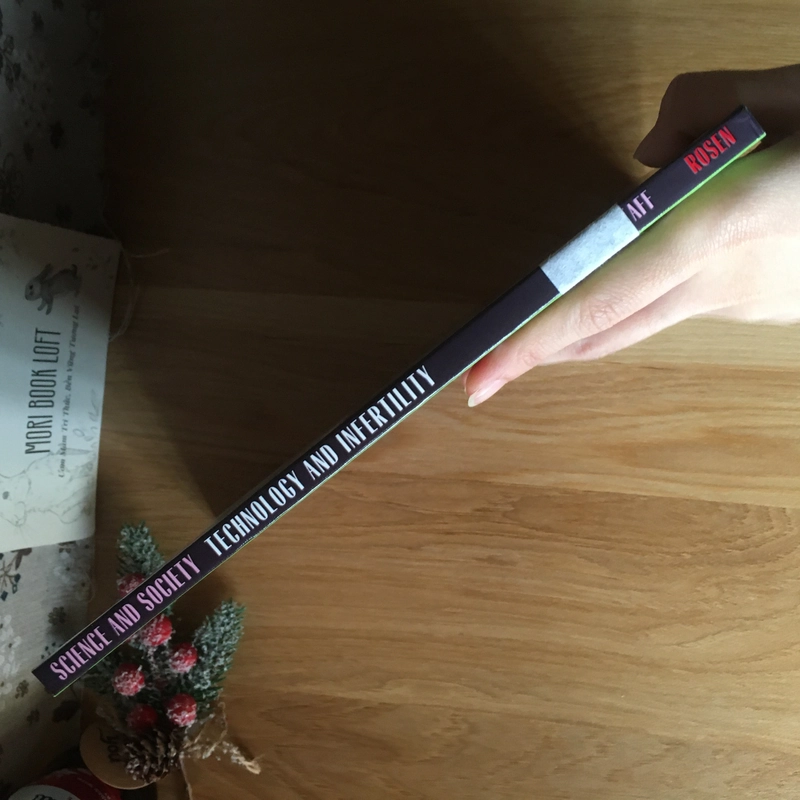 SCIENCE AND SOCIETY TECHNOLOGY AND INFERTILITY AFF ROSEN
MORI BOOK LOFT